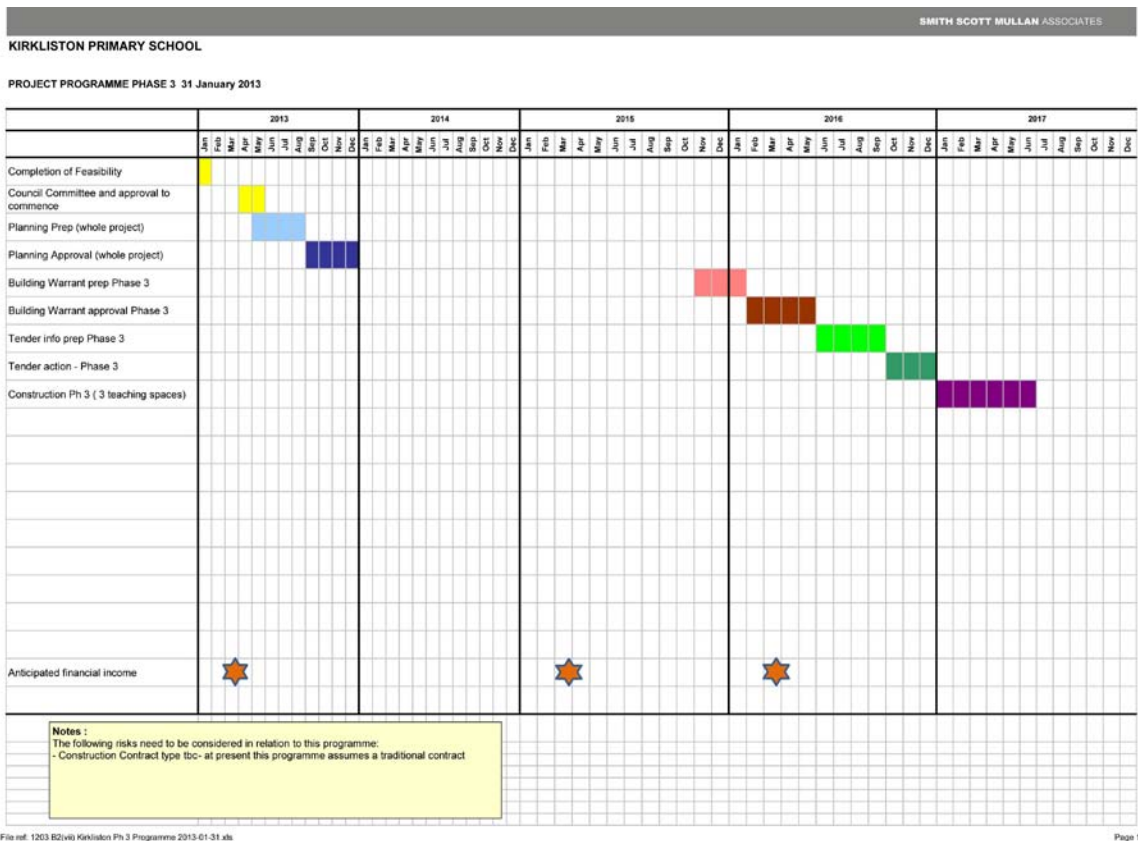 SMITH SCOTT MULLAN ASSOCIATES
KIRKLISTON PRIMARY SCHOOL
PROJECT PROGRAMME PHASE 3 31 January 2013
2013 2014 2015 2016 2017
Jan Feb Mar Apr May Jun Jul Aug Sep Oct Nov Dec Jan Feb Mar Apr May Jun Jul Aug Sep Oct Nov Dec Jan Feb Mar Apr May Jun Jul Aug Sep Oct Nov Dec Jan Feb Mar Apr May Jun Jul Aug Sep Oct Nov Dec Jan Feb Mar Apr May Jun Jul Aug Sep Oct Nov Dec
Completion of Feasibility
Council Committee and approval to
commence
Planning Prep (whole project)
Planning Approval (whole project)
Building Warrant prep Phase 3
Building Warrant approval Phase 3
Tender info prep Phase 3
Tender action - Phase 3
Construction Ph 3 ( 3 teaching spaces)
Anticipated financial income
Notes :
The following risks need to be considered in relation to this programme:
- Construction Contract type tbc- at present this programme assumes a traditional contract
File ref: 1203 B2(vii) Kirkliston Ph 3 Programme 2013-01-31.xls
Page 1